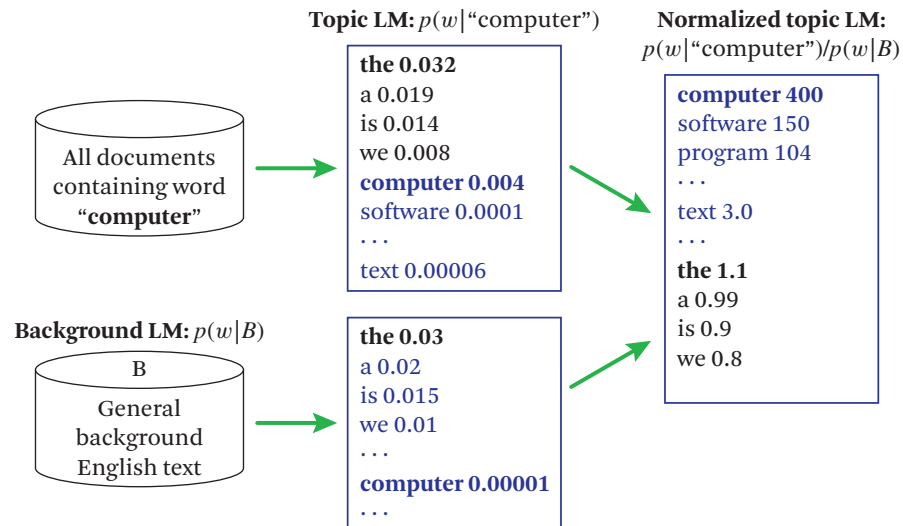 Topic LM: p(w|“computer”)
Normalized topic LM:
p(w|“computer”)/p(w|B)
All documents
containing word
“computer”
the 0.032
a 0.019
is 0.014
we 0.008
computer 0.004
software 0.0001
. . .
text 0.00006
computer 400
software 150
program 104
. . .
text 3.0
. . .
the 1.1
a 0.99
is 0.9
we 0.8
Background LM: p(w|B)
B
General
background
English text
the 0.03
a 0.02
is 0.015
we 0.01
. . .
computer 0.00001
. . .